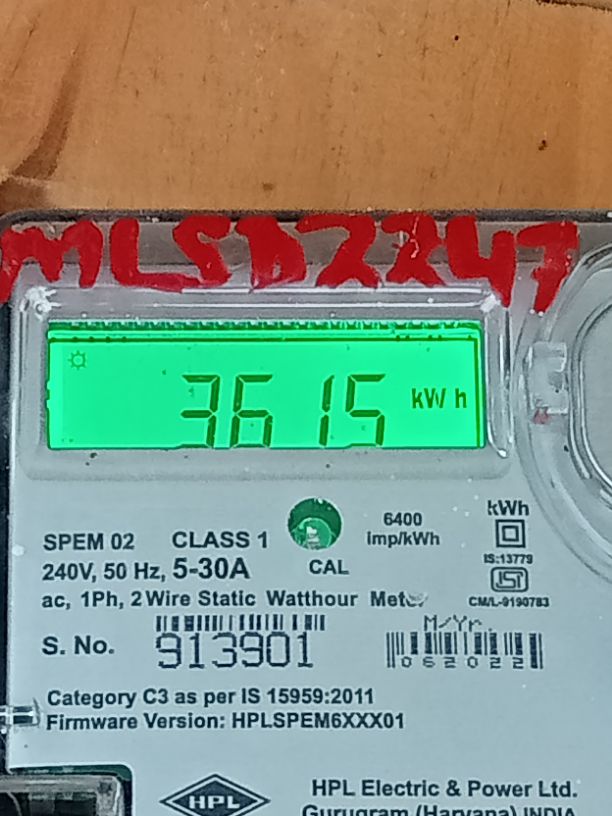 MLSD2247
3615 kWh
SPEM 02 CLASS 1
6400
imp/kWh
kWh
CAL
IS:13779
240V, 50 Hz, 5-30A
ISI
CM/L-9190783
ac, 1Ph, 2 Wire Static Watthour Meter
S. No. 913901
M/Yr.
0622022
Category C3 as per IS 15959:2011
Firmware Version: HPLSPEM6XXX01
HPL
HPL Electric & Power Ltd.
Gurugram (Haryana) INDIA